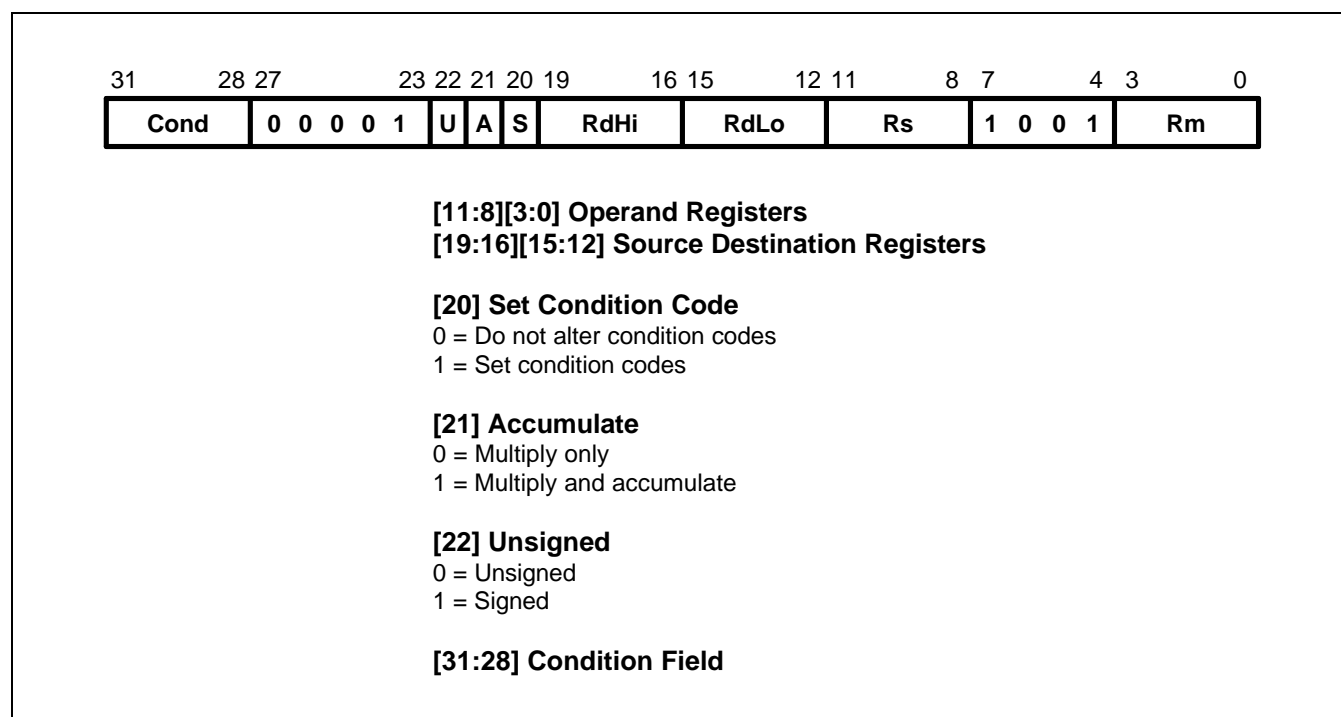 31 28 27 23 22 21 20 19 16 15 12 11 8 7 4 3 0
Cond 0 0 0 0 1 U A S RdHi RdLo Rs 1 0 0 1 Rm
[11:8][3:0] Operand Registers
[19:16][15:12] Source Destination Registers
[20] Set Condition Code
0 = Do not alter condition codes
1 = Set condition codes
[21] Accumulate
0 = Multiply only
1 = Multiply and accumulate
[22] Unsigned
0 = Unsigned
1 = Signed
[31:28] Condition Field